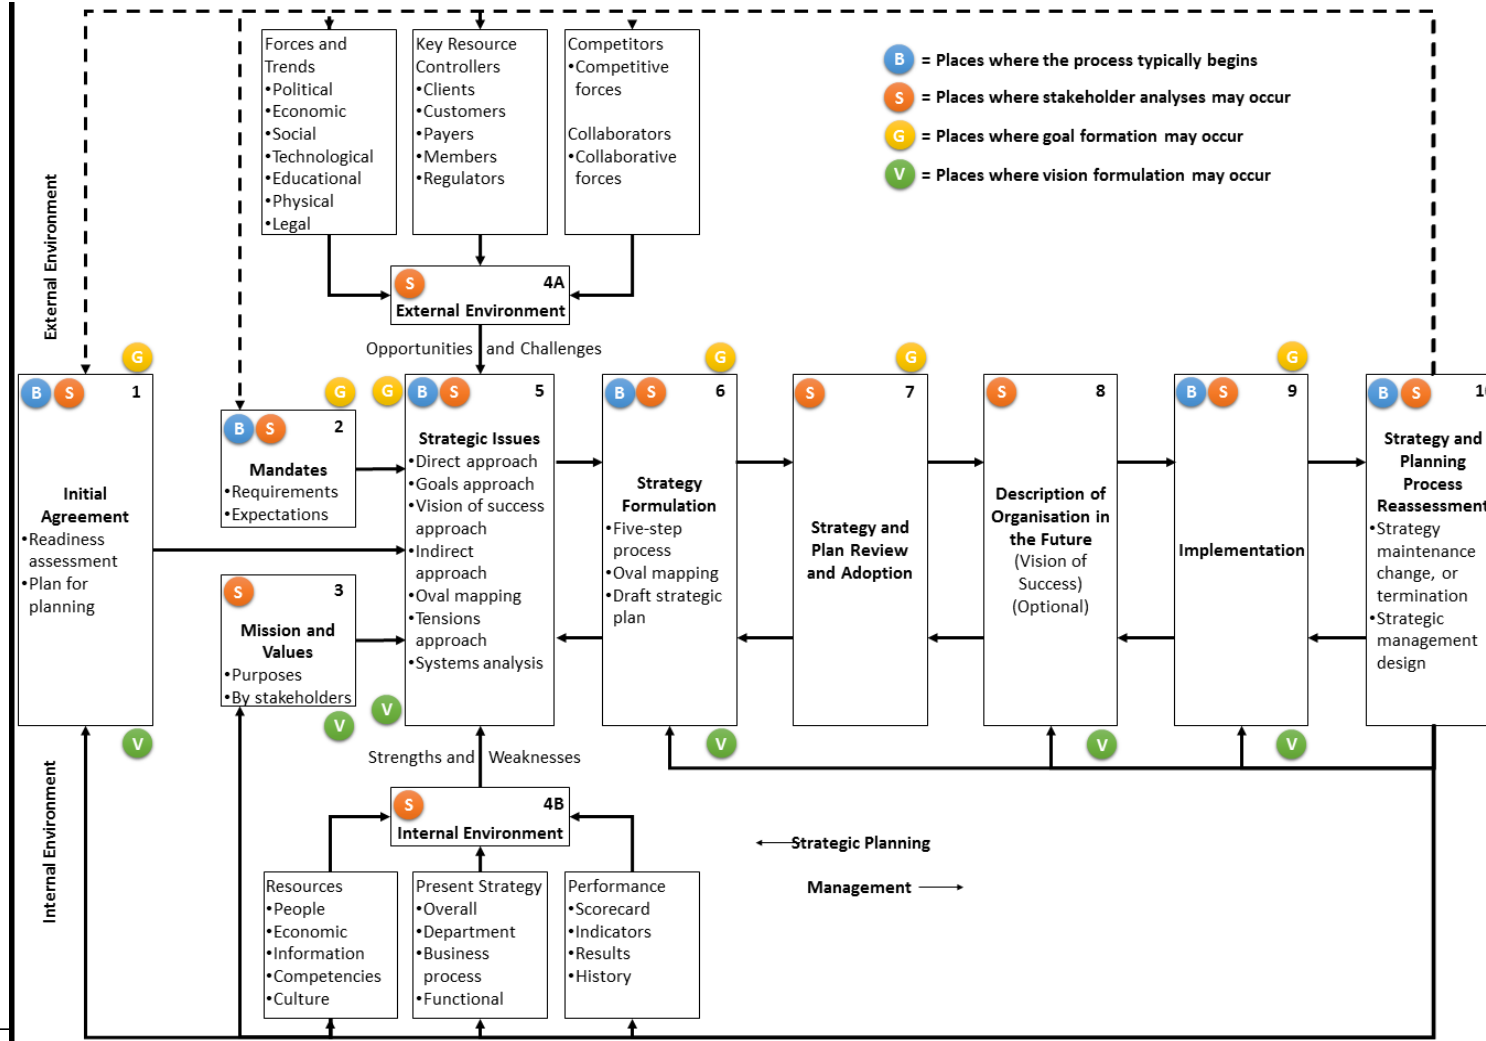 Forces and
Trends
•Political
•Economic
•Social
•Technological
•Educational
•Physical
•Legal
Key Resource
Controllers
•Clients
•Customers
•Payers
•Members
•Regulators
Competitors
•Competitive
forces
Collaborators
•Collaborative
forces
B = Places where the process typically begins
S = Places where stakeholder analyses may occur
G = Places where goal formation may occur
V = Places where vision formulation may occur
External Environment
S 4A
External Environment
Opportunities and Challenges
G
B S 1
Initial
Agreement
•Readiness
assessment
•Plan for
planning
V
G
B S 2
Mandates
•Requirements
•Expectations
S 3
Mission and
Values
•Purposes
•By stakeholders
V
G
B S 5
Strategic Issues
•Direct approach
•Goals approach
•Vision of success
approach
•Indirect
approach
•Oval mapping
•Tensions
approach
•Systems analysis
V
G
B S 6
Strategy
Formulation
•Five-step
process
•Oval mapping
•Draft strategic
plan
V
G
S 7
Strategy and
Plan Review
and Adoption
S 8
Description of
Organisation in
the Future
(Vision of
Success)
(Optional)
V
G
B S 9
Implementation
V
B S 10
Strategy and
Planning
Process
Reassessment
•Strategy
maintenance
change, or
termination
•Strategic
management
design
Strengths and Weaknesses
Internal Environment
S 4B
Internal Environment
Resources
•People
•Economic
•Information
•Competencies
•Culture
Present Strategy
•Overall
•Department
•Business
process
•Functional
Performance
•Scorecard
•Indicators
•Results
•History
Strategic Planning
Management